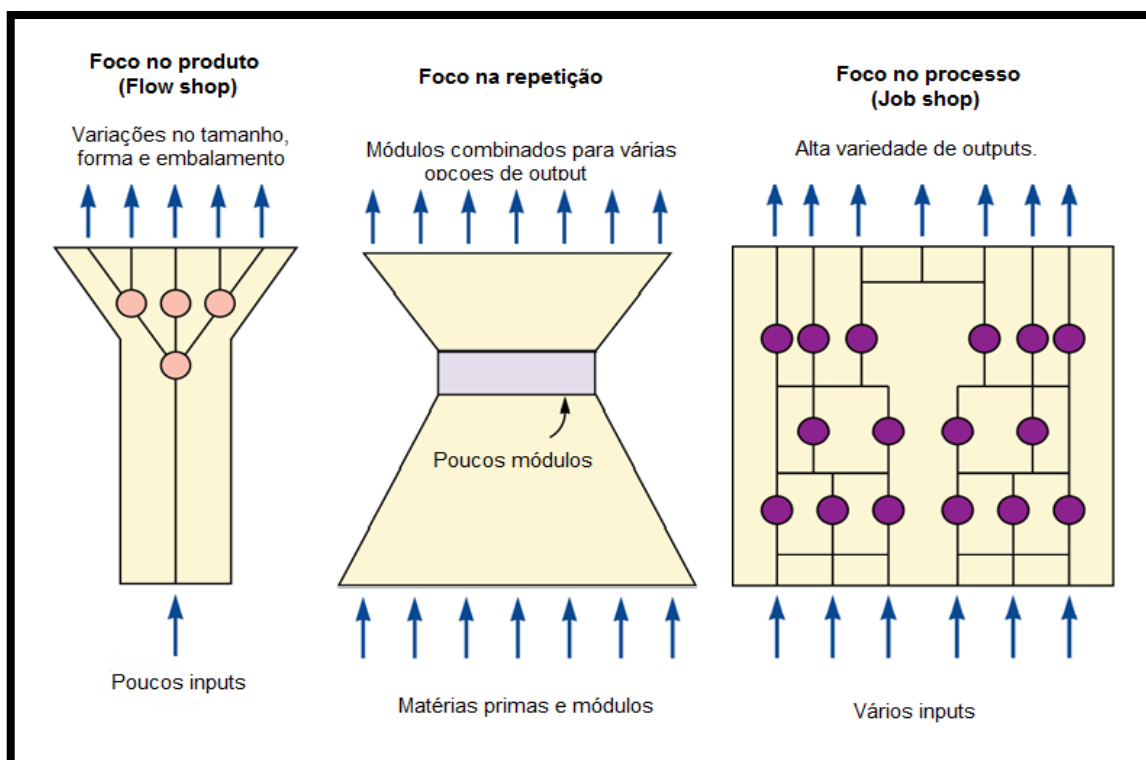 Foco no produto
(Flow shop)
Variações no tamanho,
forma e embalamento
Poucos inputs
Foco na repetição
Módulos combinados para várias
opcoes de output
Poucos módulos
Matérias primas e módulos
Foco no processo
(Job shop)
Alta variedade de outputs.
Vários inputs